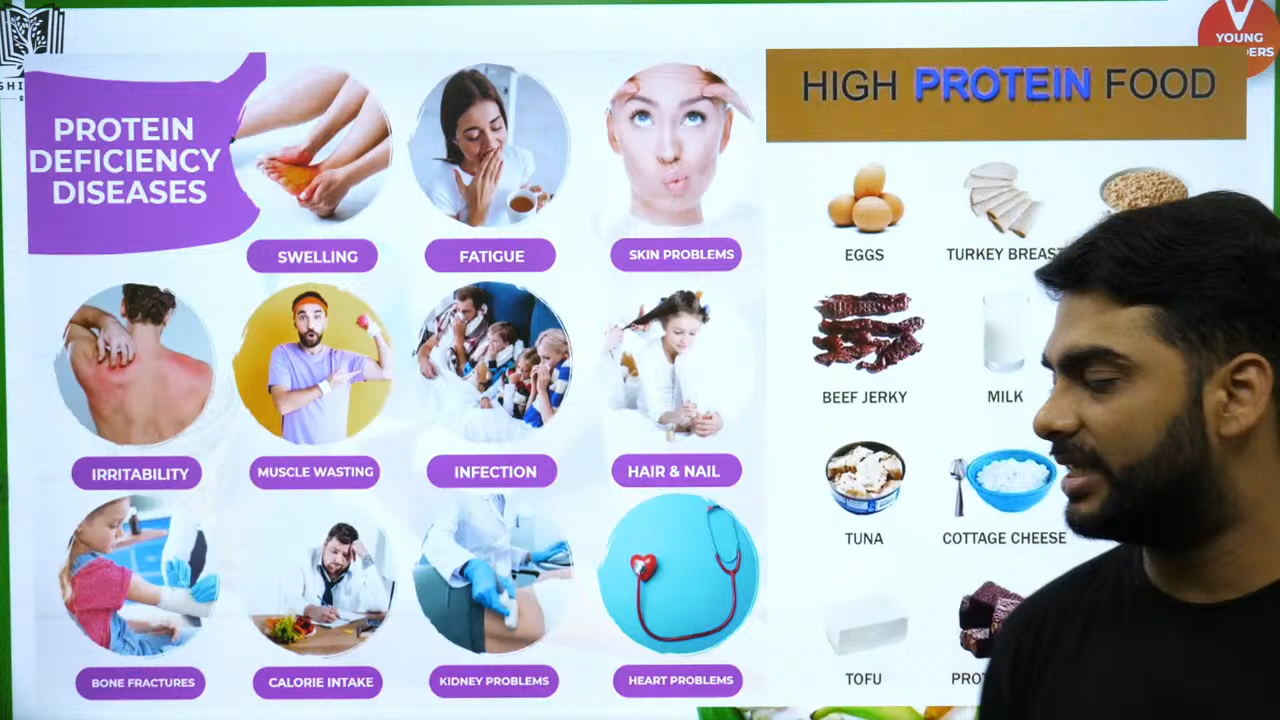 YOUNG
PROTEIN
DEFICIENCY
DISEASES
HIGH PROTEIN FOOD
SWELLING
FATIGUE
SKIN PROBLEMS
EGGS
TURKEY BREAST
IRRITABILITY
MUSCLE WASTING
INFECTION
HAIR & NAIL
BEEF JERKY
MILK
TUNA
COTTAGE CHEESE
BONE FRACTURES
CALORIE INTAKE
KIDNEY PROBLEMS
HEART PROBLEMS
TOFU